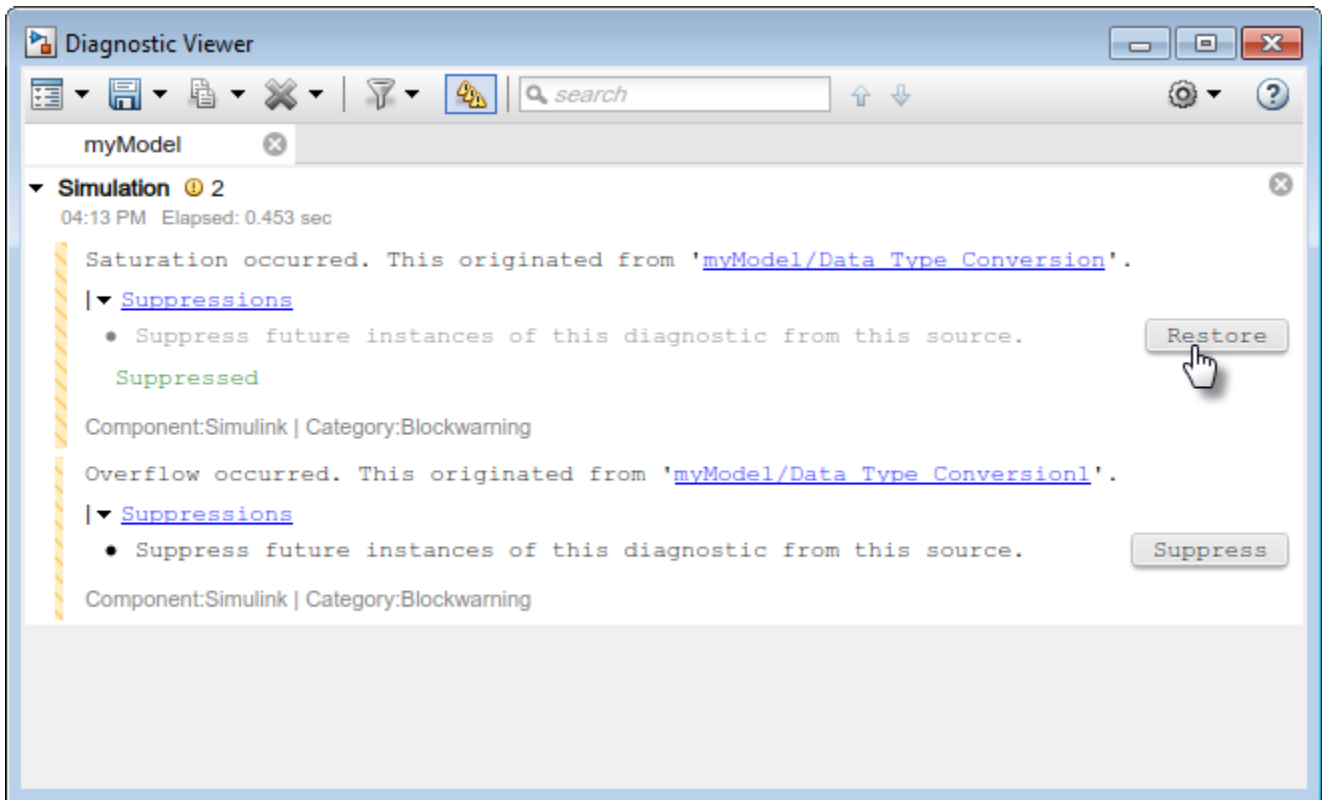 Diagnostic Viewer
search
myModel
Simulation 2
04:13 PM Elapsed: 0.453 sec
Saturation occurred. This originated from 'myModel/Data Type Conversion'.
Suppressions
Suppress future instances of this diagnostic from this source. Restore
Suppressed
Component:Simulink | Category:Blockwarning
Overflow occurred. This originated from 'myModel/Data Type Conversion1'.
Suppressions
Suppress future instances of this diagnostic from this source. Suppress
Component:Simulink | Category:Blockwarning